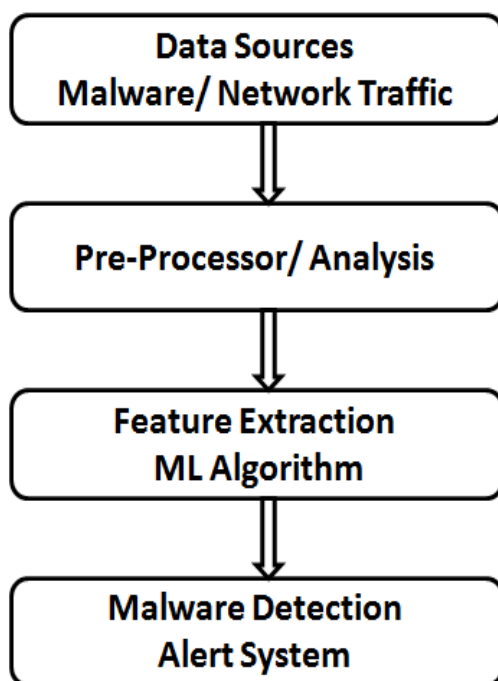 Data Sources
Malware/ Network Traffic
Pre-Processor/ Analysis
Feature Extraction
ML Algorithm
Malware Detection
Alert System